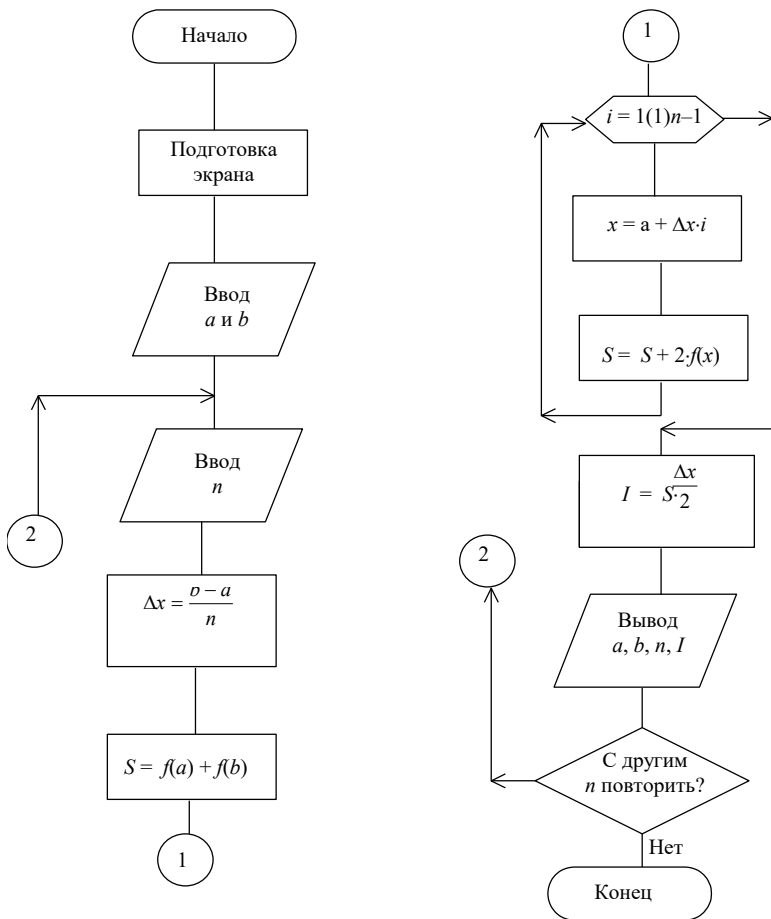 Начало
Подготовка
экрана
Ввод
a и b
Ввод
n
2
Δx = b – a
n
S = f(a) + f(b)
1
1
i = 1(1)n–1
x = a + Δx·i
S = S + 2·f(x)
I = S· Δx
2
2
Вывод
a, b, n, I
С другим
n повторить?
Нет
Конец